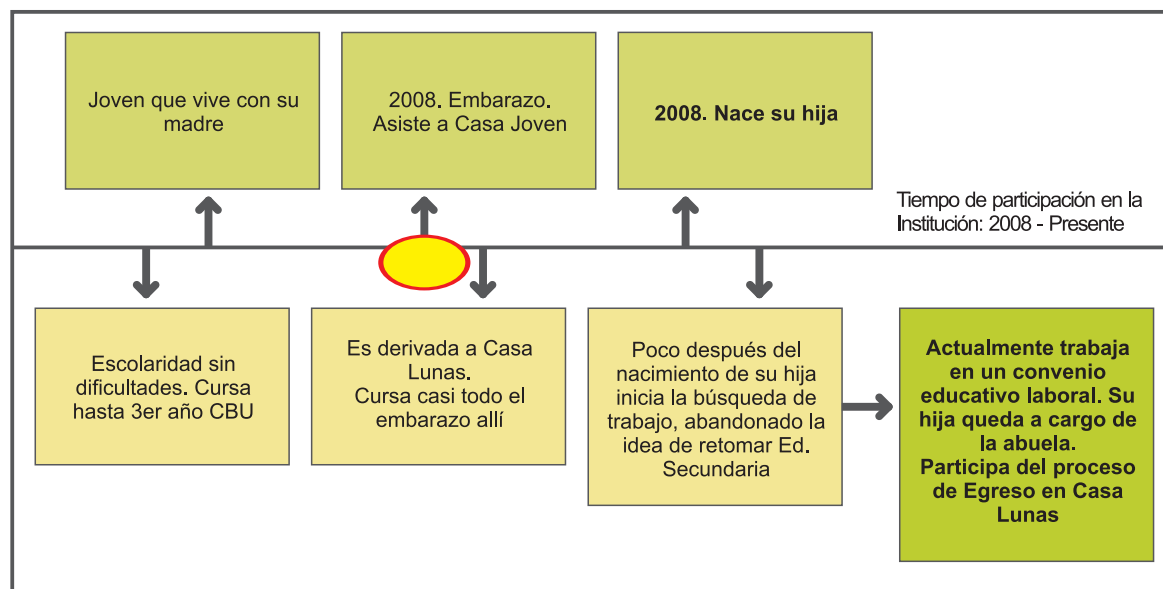 Joven que vive con su
madre
2008. Embarazo.
Asiste a Casa Joven
2008. Nace su hija
Tiempo de participación en la
Institución: 2008 - Presente
Escolaridad sin
dificultades. Cursa
hasta 3er año CBU
Es derivada a Casa
Lunas.
Cursa casi todo el
embarazo allí
Poco después del
nacimiento de su hija
inicia la búsqueda de
trabajo, abandonado la
idea de retomar Ed.
Secundaria
Actualmente trabaja
en un convenio
educativo laboral. Su
hija queda a cargo de
la abuela.
Participa del proceso
de Egreso en Casa
Lunas